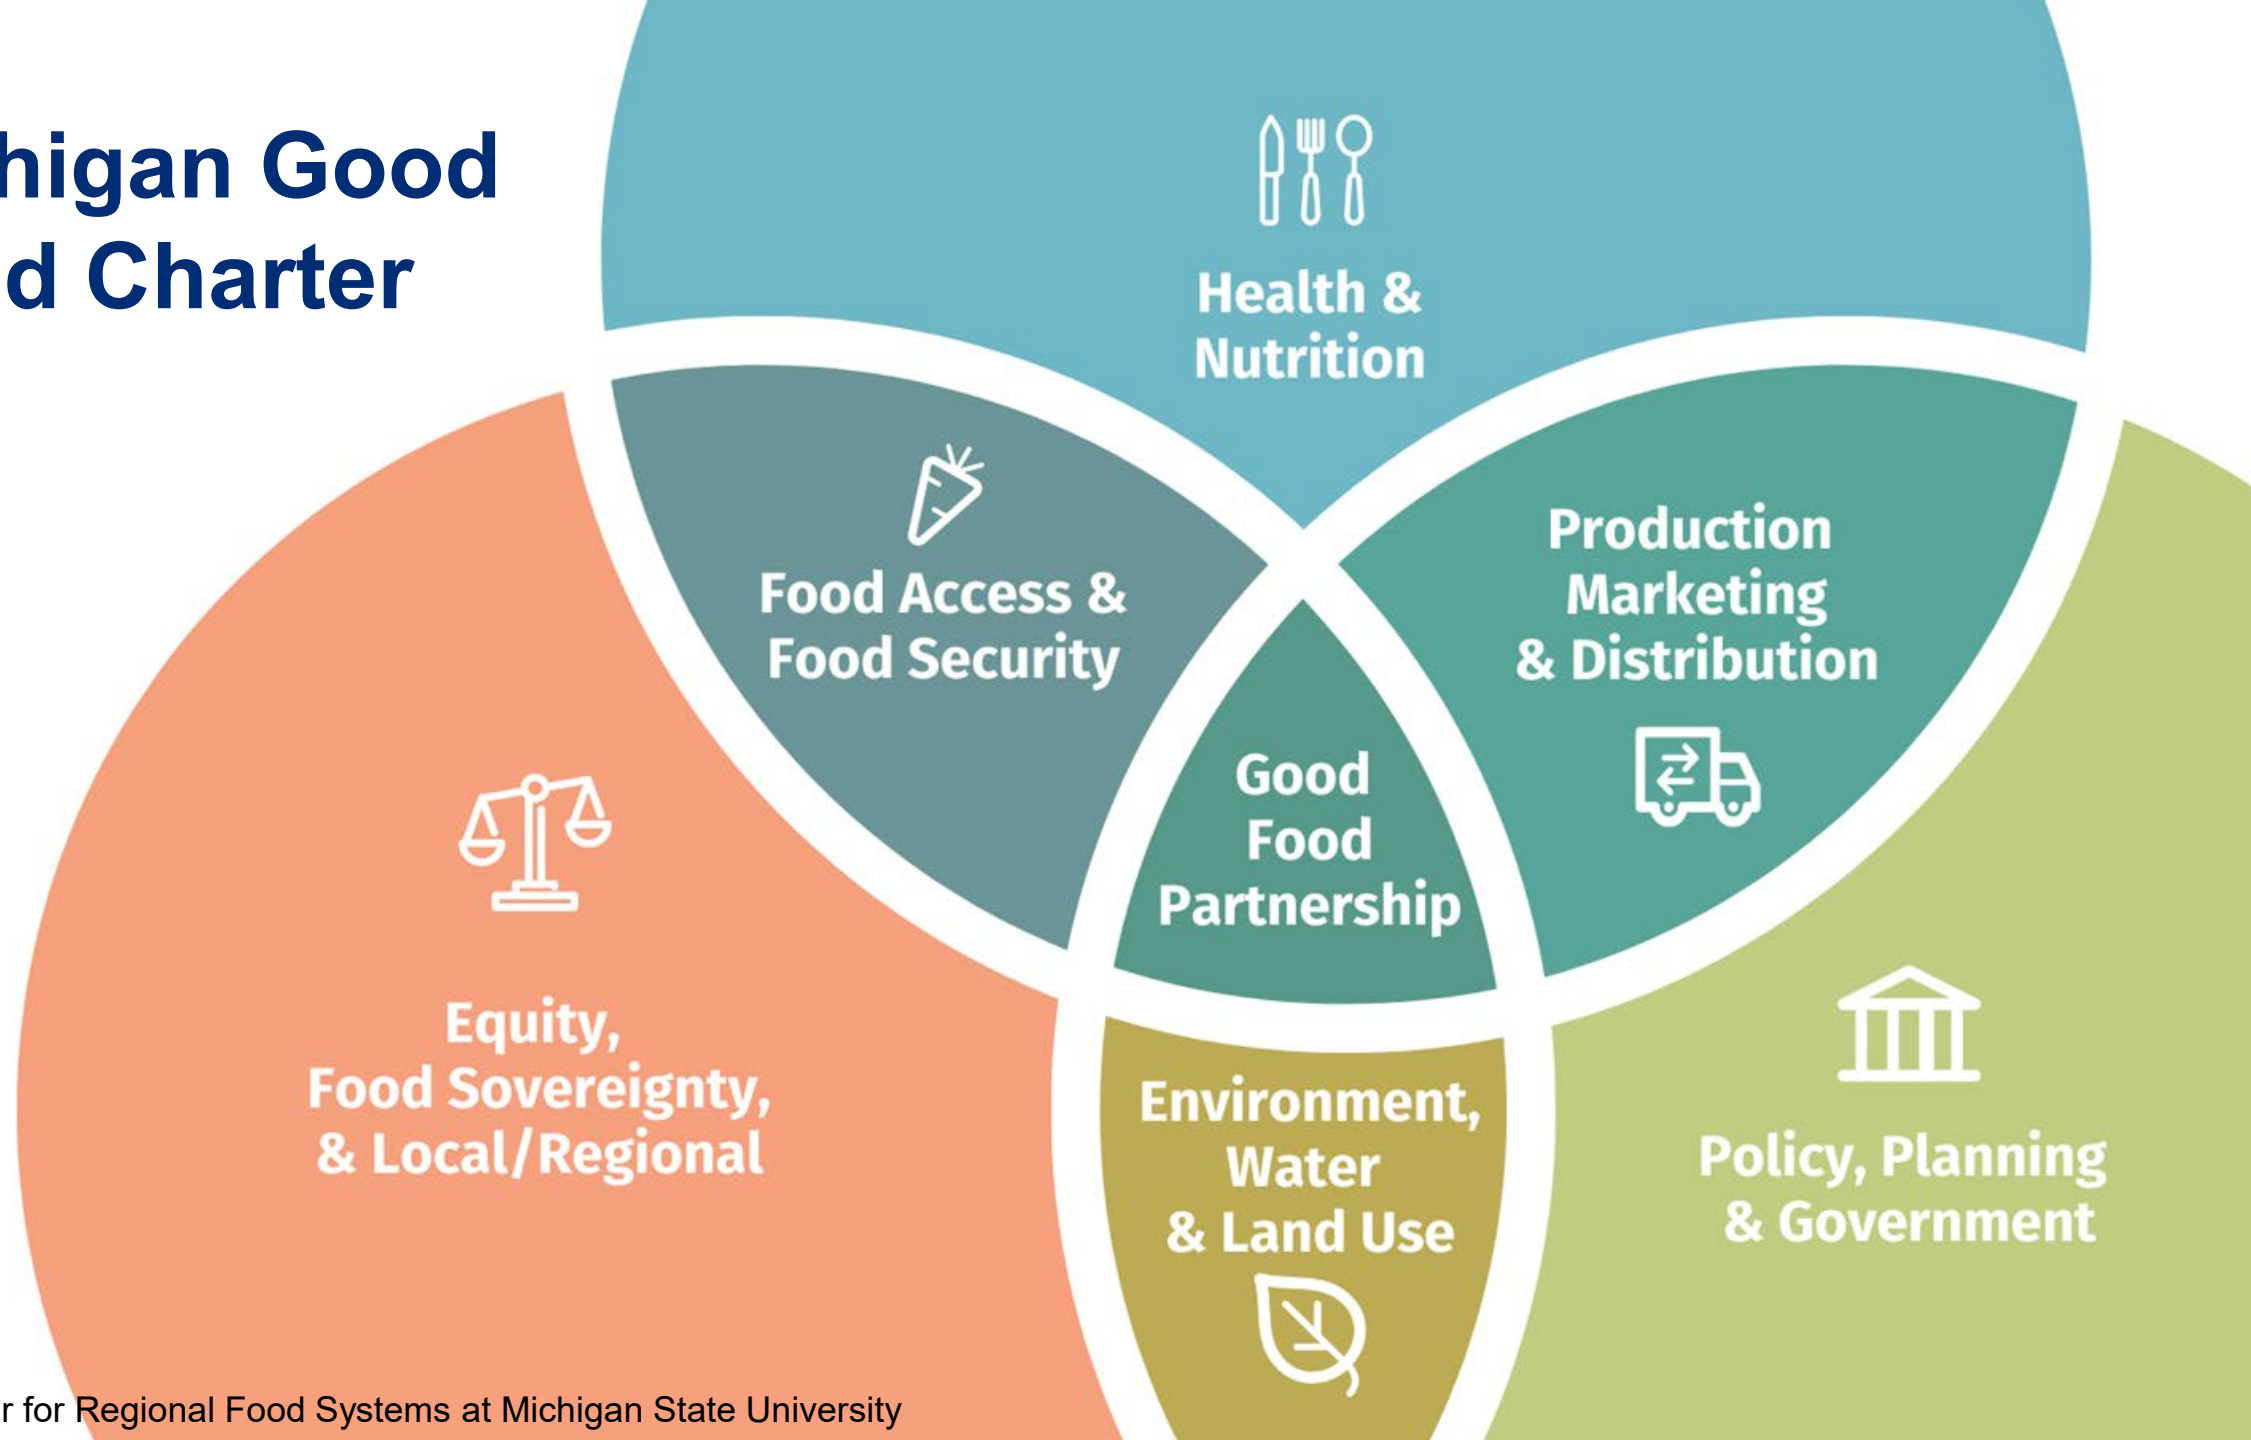 higan Good
d Charter
Health &
Nutrition
Food Access &
Food Security
Production
Marketing
& Distribution
Good
Food
Partnership
Equity,
Food Sovereignty,
& Local/Regional
Environment,
Water
& Land Use
Policy, Planning
& Government
r for Regional Food Systems at Michigan State University